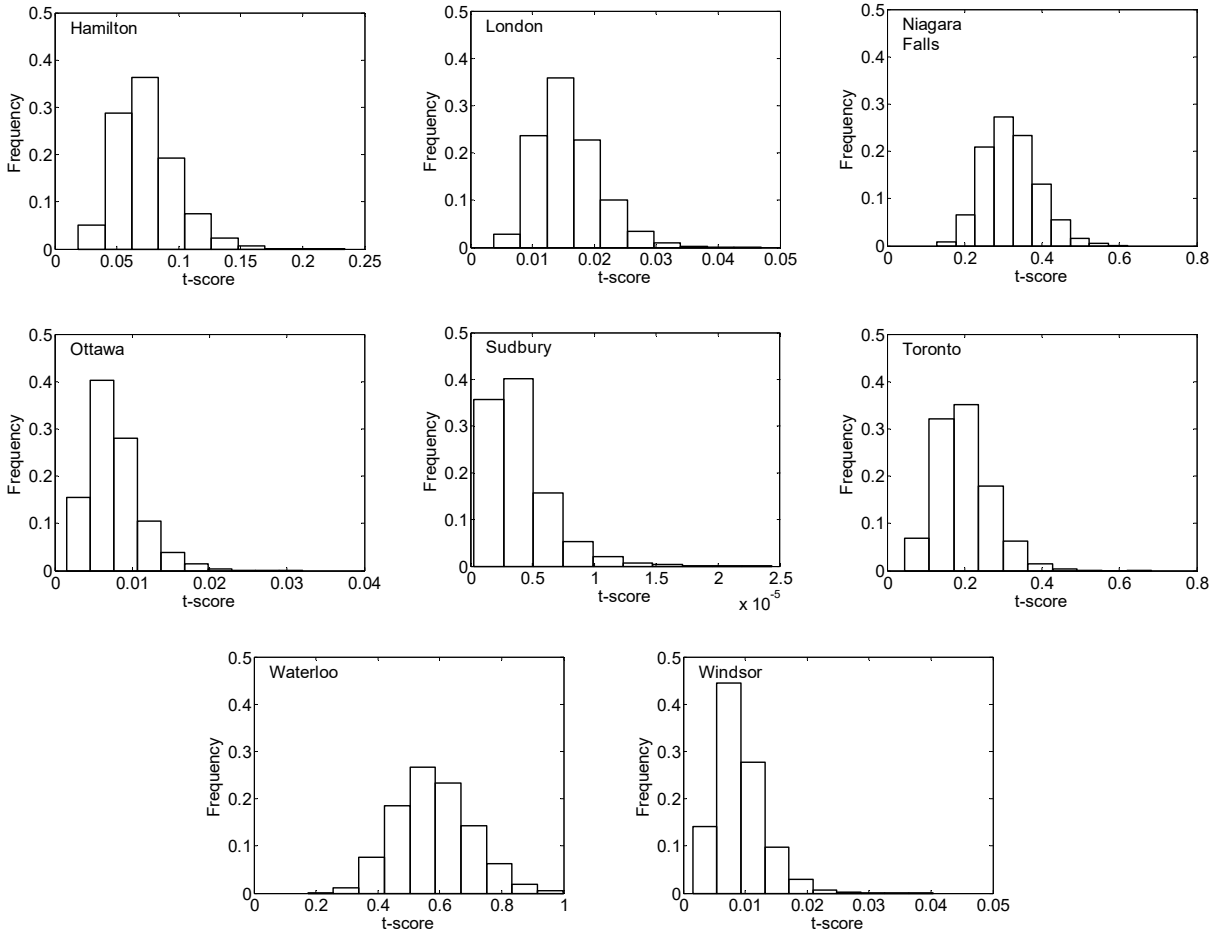 Hamilton
0.5
0.4
0.3
0.2
0.1
0
Frequency
0 0.05 0.1 0.15 0.2 0.25
t-score
London
0.5
0.4
0.3
0.2
0.1
0
Frequency
0 0.01 0.02 0.03 0.04 0.05
t-score
Niagara
Falls
0.5
0.4
0.3
0.2
0.1
0
Frequency
0 0.2 0.4 0.6 0.8
t-score
Ottawa
0.5
0.4
0.3
0.2
0.1
0
Frequency
0 0.01 0.02 0.03 0.04
t-score
Sudbury
0.5
0.4
0.3
0.2
0.1
0
Frequency
0 0.5 1 1.5 2 2.5
t-score
x 10⁻⁵
Toronto
0.5
0.4
0.3
0.2
0.1
0
Frequency
0 0.2 0.4 0.6 0.8
t-score
Waterloo
0.5
0.4
0.3
0.2
0.1
0
Frequency
0 0.2 0.4 0.6 0.8 1
t-score
Windsor
0.5
0.4
0.3
0.2
0.1
0
Frequency
0 0.01 0.02 0.03 0.04 0.05
t-score